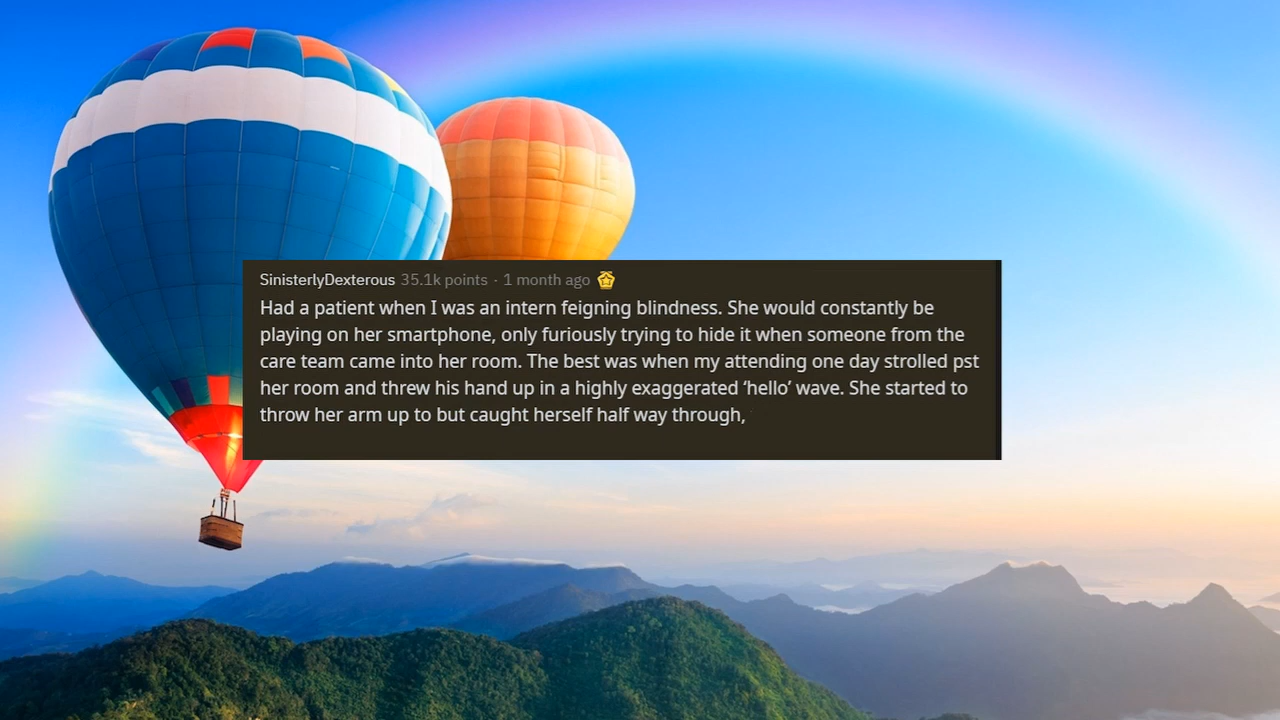 SinisterlyDexterous 35.1k points · 1 month ago
Had a patient when I was an intern feigning blindness. She would constantly be
playing on her smartphone, only furiously trying to hide it when someone from the
care team came into her room. The best was when my attending one day strolled pst
her room and threw his hand up in a highly exaggerated ‘hello’ wave. She started to
throw her arm up to but caught herself half way through,